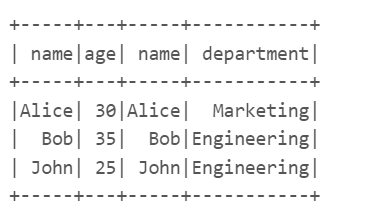 +-----+---+-----+-----------+
| name|age| name| department|
+-----+---+-----+-----------+
|Alice| 30|Alice|  Marketing|
|  Bob| 35|  Bob|Engineering|
| John| 25| John|Engineering|
+-----+---+-----+-----------+